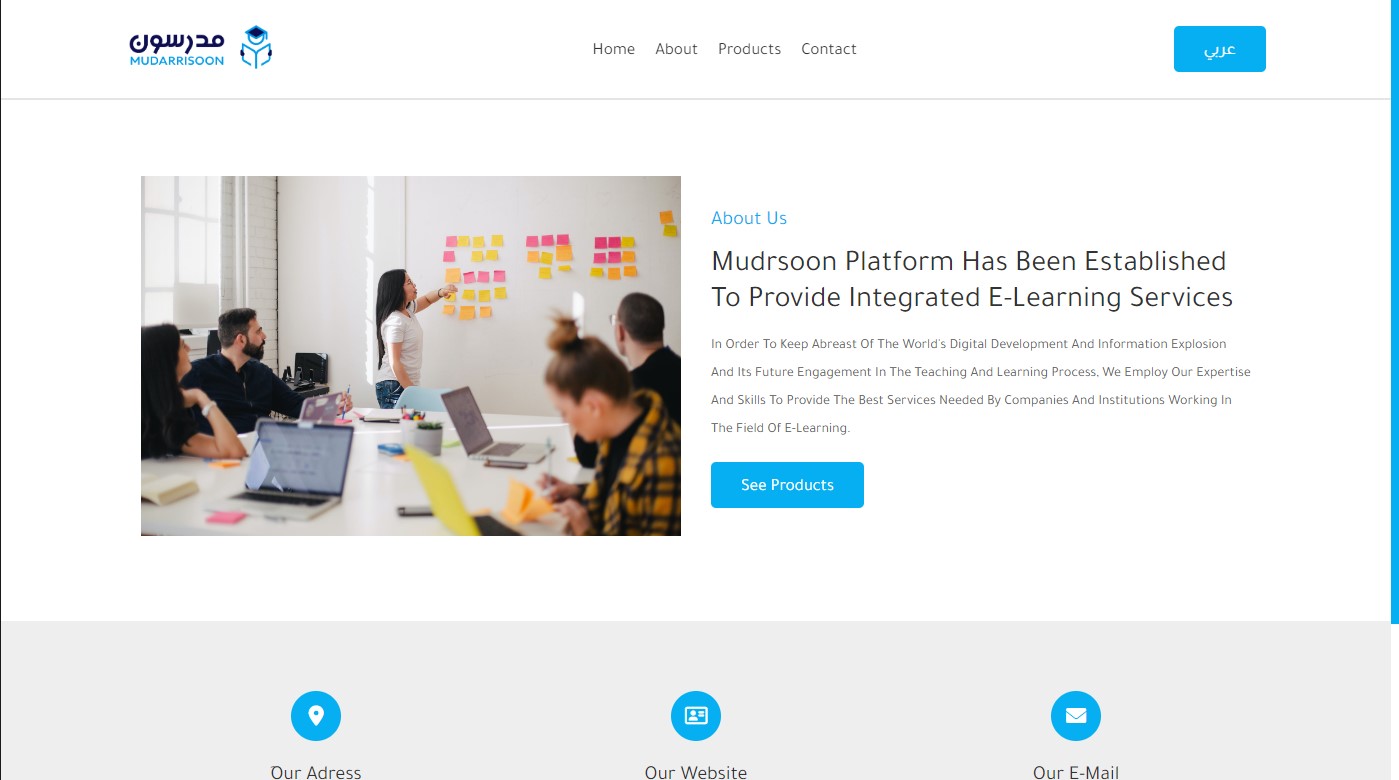 مدرسون
MUDARRISOON
Home About Products Contact
عربي
About Us
Mudrsoon Platform Has Been Established
To Provide Integrated E-Learning Services
In Order To Keep Abreast Of The World's Digital Development And Information Explosion
And Its Future Engagement In The Teaching And Learning Process, We Employ Our Expertise
And Skills To Provide The Best Services Needed By Companies And Institutions Working In
The Field Of E-Learning.
See Products
Our Adress
Our Website
Our E-Mail